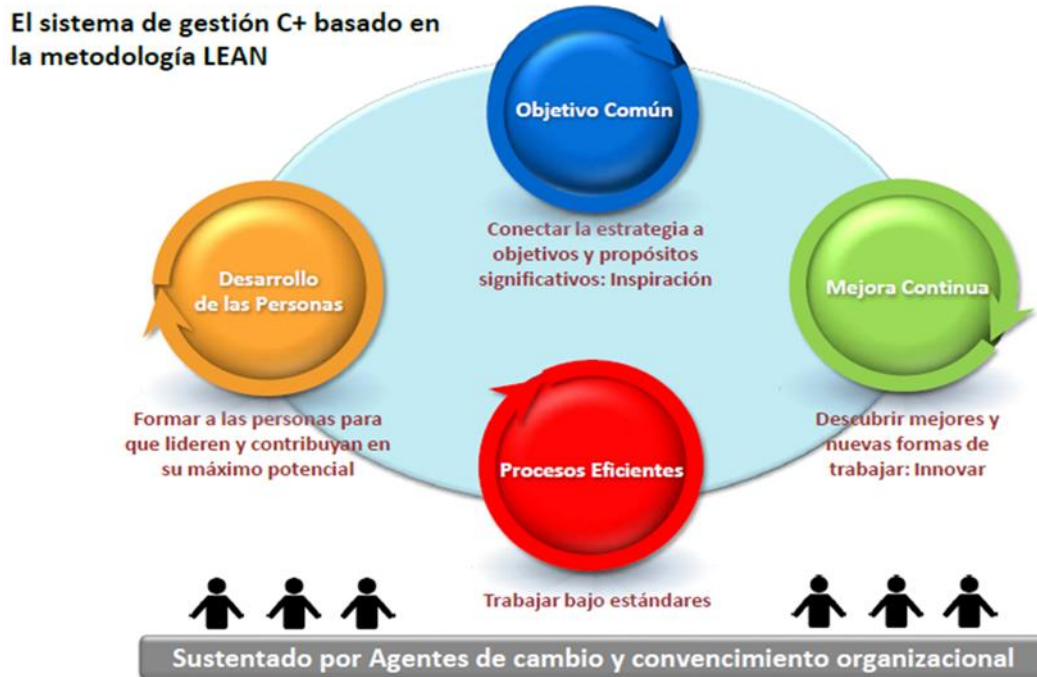 El sistema de gestión C+ basado en
la metodología LEAN
Objetivo Común
Conectar la estrategia a
objetivos y propósitos
significativos: Inspiración
Desarrollo
de las Personas
Formar a las personas para
que lideren y contribuyan en
su máximo potencial
Mejora Continua
Descubrir mejores y
nuevas formas de
trabajar: Innovar
Procesos Eficientes
Trabajar bajo estándares
Sustentado por Agentes de cambio y convencimiento organizacional